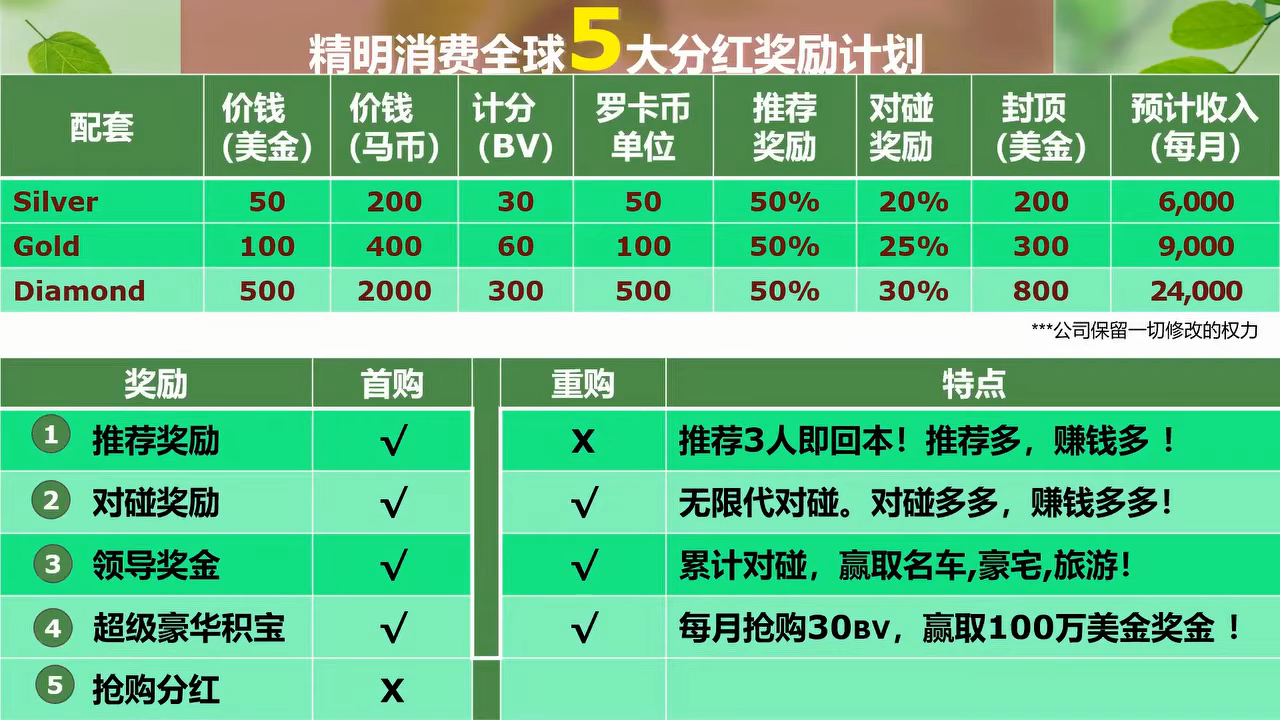 精明消费全球5大分红奖励计划
配套 价钱（美金） 价钱（马币） 计分（BV） 罗卡币单位 推荐奖励 对碰奖励 封顶（美金） 预计收入（每月）
Silver 50 200 30 50 50% 20% 200 6,000
Gold 100 400 60 100 50% 25% 300 9,000
Diamond 500 2000 300 500 50% 30% 800 24,000
***公司保留一切修改的权力
奖励 首购 重购 特点
1 推荐奖励 √ X 推荐3人即回本！推荐多，赚钱多 ！
2 对碰奖励 √ √ 无限代对碰。对碰多多，赚钱多多！
3 领导奖金 √ √ 累计对碰，赢取名车,豪宅,旅游！
4 超级豪华积宝 √ √ 每月抢购30BV，赢取100万美金奖金 ！
5 抢购分红 X